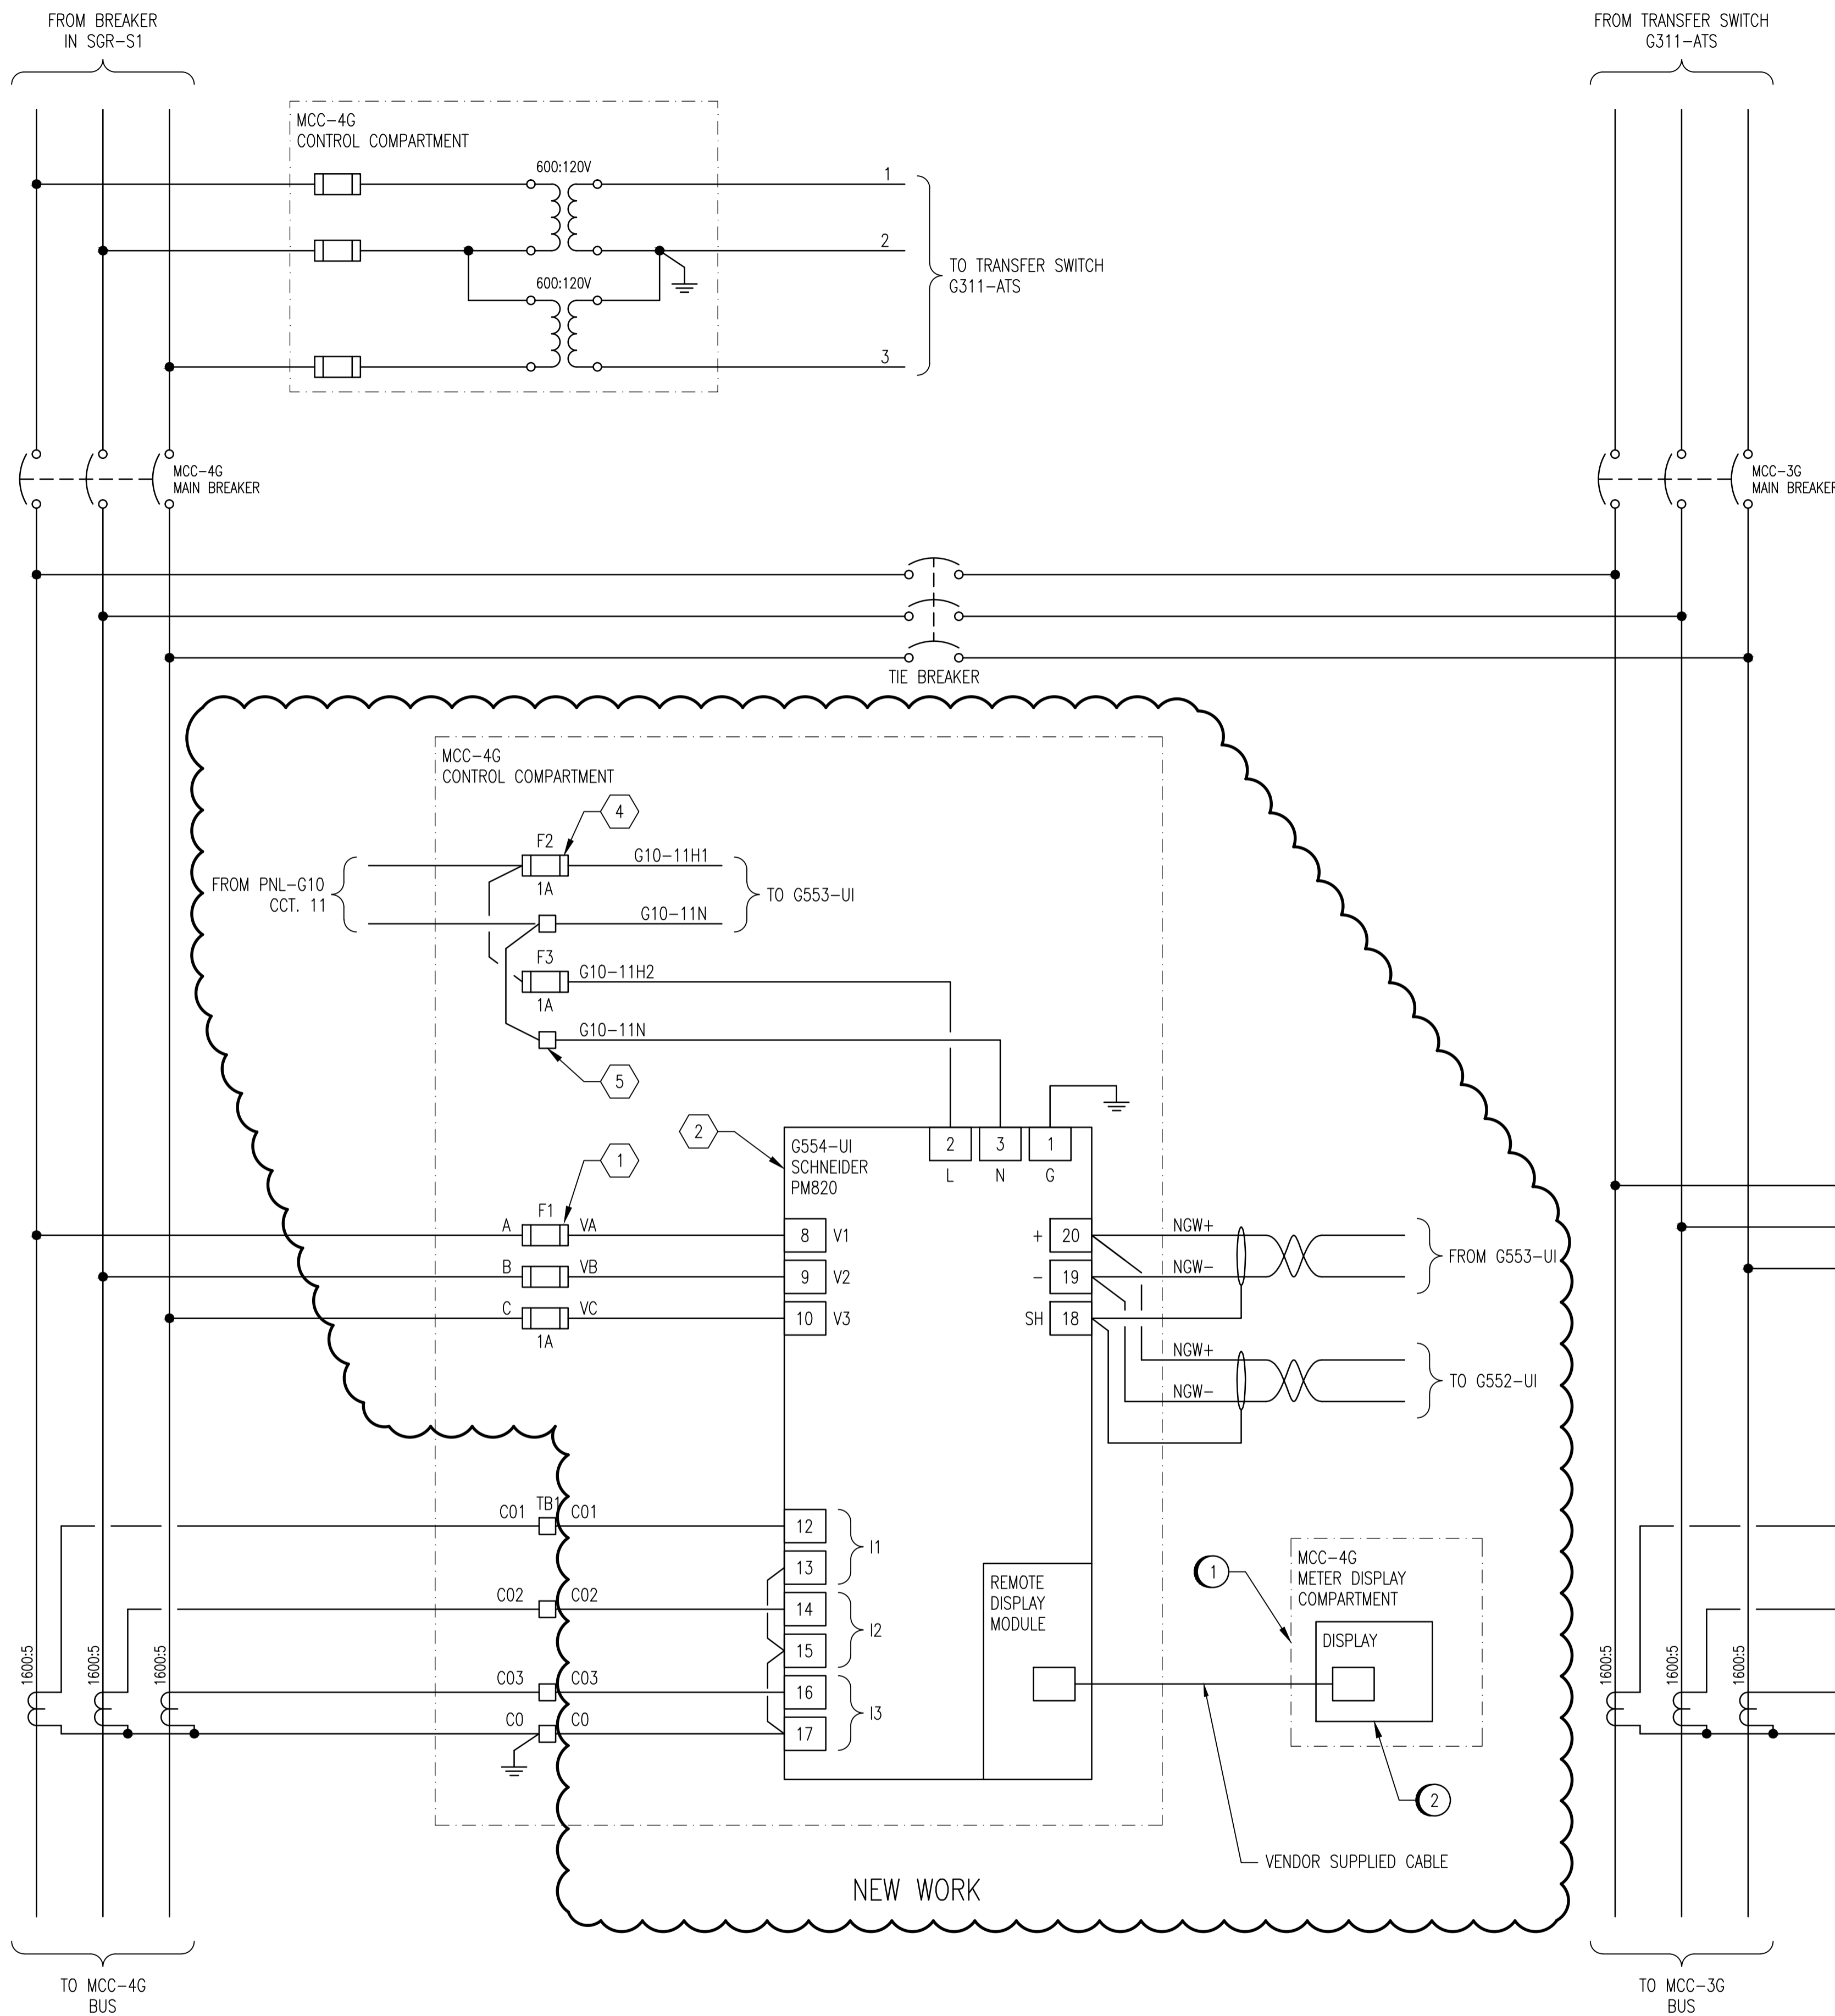 FROM BREAKER
IN SGR-S1
FROM TRANSFER SWITCH
G311-ATS
MCC-4G
CONTROL COMPARTMENT
600:120V
1
2
600:120V
3
TO TRANSFER SWITCH
G311-ATS
MCC-4G
MAIN BREAKER
MCC-3G
MAIN BREAKER
TIE BREAKER
MCC-4G
CONTROL COMPARTMENT
4
F2
1A
G10-11H1
FROM PNL-G10
CCT. 11
TO G553-UI
G10-11N
F3
1A
G10-11H2
G10-11N
5
2
G554-UI
SCHNEIDER
PM820
2
3
1
L
N
G
1
F1
A
VA
8
V1
B
VB
9
V2
C
VC
10
V3
1A
+
20
NGW+
-
19
NGW-
SH
18
FROM G553-UI
NGW+
NGW-
TO G552-UI
TB1
C01
C01
12
13
I1
C02
C02
14
15
I2
C03
C03
16
C0
C0
17
I3
1600:5
1600:5
1600:5
REMOTE
DISPLAY
MODULE
1
MCC-4G
METER DISPLAY
COMPARTMENT
DISPLAY
2
VENDOR SUPPLIED CABLE
1600:5
1600:5
1600:5
NEW WORK
TO MCC-4G
BUS
TO MCC-3G
BUS